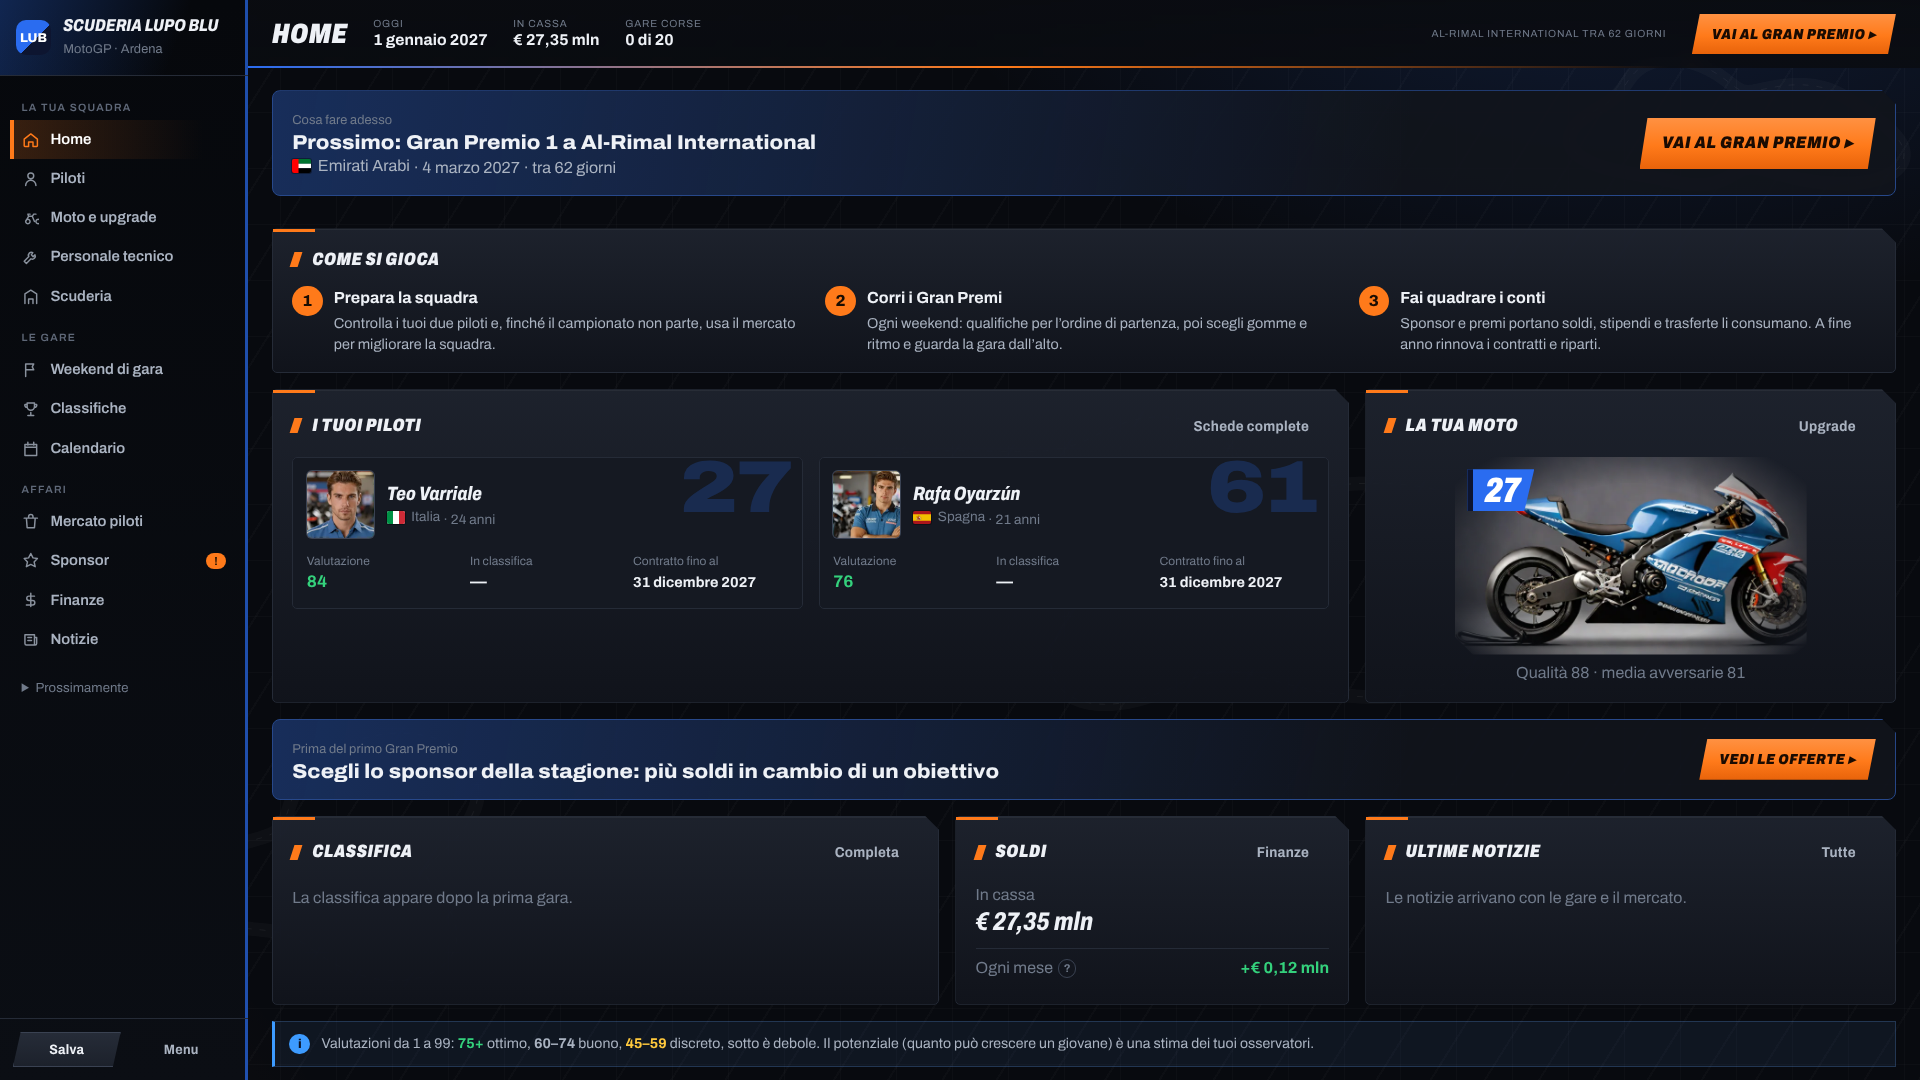 LUB
SCUDERIA LUPO BLU
MotoGP · Ardena
LA TUA SQUADRA
Home
Piloti
Moto e upgrade
Personale tecnico
Scuderia
LE GARE
Weekend di gara
Classifiche
Calendario
AFFARI
Mercato piloti
Sponsor !
Finanze
Notizie
▶ Prossimamente
Salva
Menu
HOME
OGGI
1 gennaio 2027
IN CASSA
€ 27,35 mln
GARE CORSE
0 di 20
AL-RIMAL INTERNATIONAL TRA 62 GIORNI
VAI AL GRAN PREMIO ▸
Cosa fare adesso
Prossimo: Gran Premio 1 a Al-Rimal International
Emirati Arabi · 4 marzo 2027 · tra 62 giorni
VAI AL GRAN PREMIO ▸
COME SI GIOCA
1
Prepara la squadra
Controlla i tuoi due piloti e, finché il campionato non parte, usa il mercato
per migliorare la squadra.
2
Corri i Gran Premi
Ogni weekend: qualifiche per l'ordine di partenza, poi scegli gomme e
ritmo e guarda la gara dall'alto.
3
Fai quadrare i conti
Sponsor e premi portano soldi, stipendi e trasferte li consumano. A fine
anno rinnova i contratti e riparti.
I TUOI PILOTI
Schede complete
Teo Varriale
Italia · 24 anni
27
Valutazione
84
In classifica
—
Contratto fino al
31 dicembre 2027
Rafa Oyarzún
Spagna · 21 anni
61
Valutazione
76
In classifica
—
Contratto fino al
31 dicembre 2027
LA TUA MOTO
Upgrade
27
Qualità 88 · media avversarie 81
Prima del primo Gran Premio
Scegli lo sponsor della stagione: più soldi in cambio di un obiettivo
VEDI LE OFFERTE ▸
CLASSIFICA
Completa
La classifica appare dopo la prima gara.
SOLDI
Finanze
In cassa
€ 27,35 mln
Ogni mese ?
+€ 0,12 mln
ULTIME NOTIZIE
Tutte
Le notizie arrivano con le gare e il mercato.
i
Valutazioni da 1 a 99: 75+ ottimo, 60–74 buono, 45–59 discreto, sotto è debole. Il potenziale (quanto può crescere un giovane) è una stima dei tuoi osservatori.